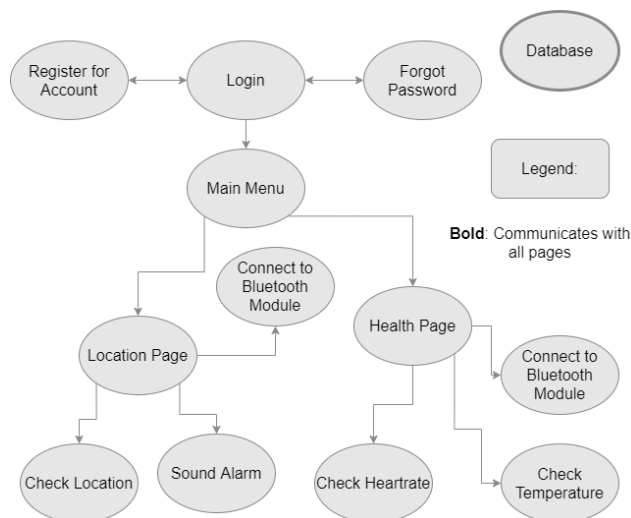 Register for
Account
Login
Forgot
Password
Database
Main Menu
Legend:
Bold: Communicates with
all pages
Connect to
Bluetooth
Module
Location Page
Health Page
Connect to
Bluetooth
Module
Check Location
Sound Alarm
Check Heartrate
Check
Temperature